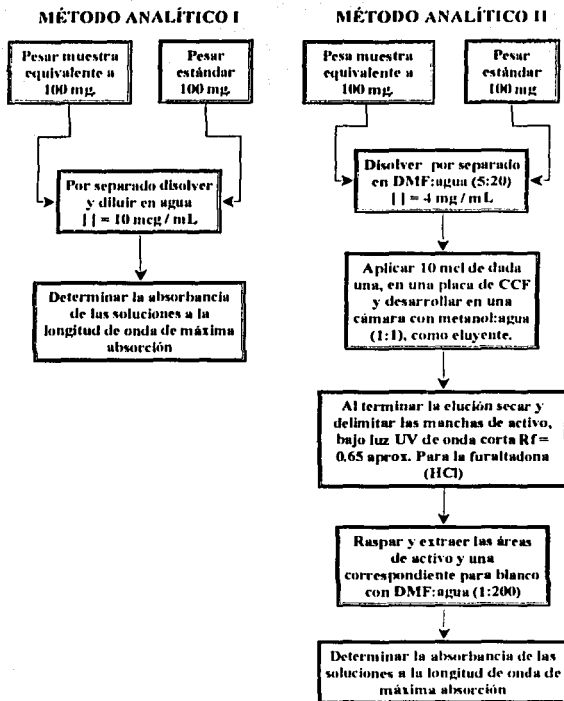 MÉTODO ANALÍTICO I
Pesar muestra
equivalente a
100 mg.
Pesar
estándar
100 mg.
Por separado disolver
y diluir en agua
[ ] = 10 mcg / mL
Determinar la absorbancia
de las soluciones a la
longitud de onda de máxima
absorción
MÉTODO ANALÍTICO II
Pesa muestra
equivalente a
100 mg.
Pesar
estándar
100 mg
Disolver por separado
en DMF:agua (5:20)
[ ] = 4 mg / mL
Aplicar 10 mcl de dada
una, en una placa de CCF
y desarrollar en una
cámara con metanol:agua
(1:1), como eluyente.
Al terminar la elución secar y
delimitar las manchas de activo,
bajo luz UV de onda corta Rf =
0.65 aprox. Para la furaltadona
(HCl)
Raspar y extraer las áreas
de activo y una
correspondiente para blanco
con DMF:agua (1:200)
Determinar la absorbancia de las
soluciones a la longitud de onda de
máxima absorción